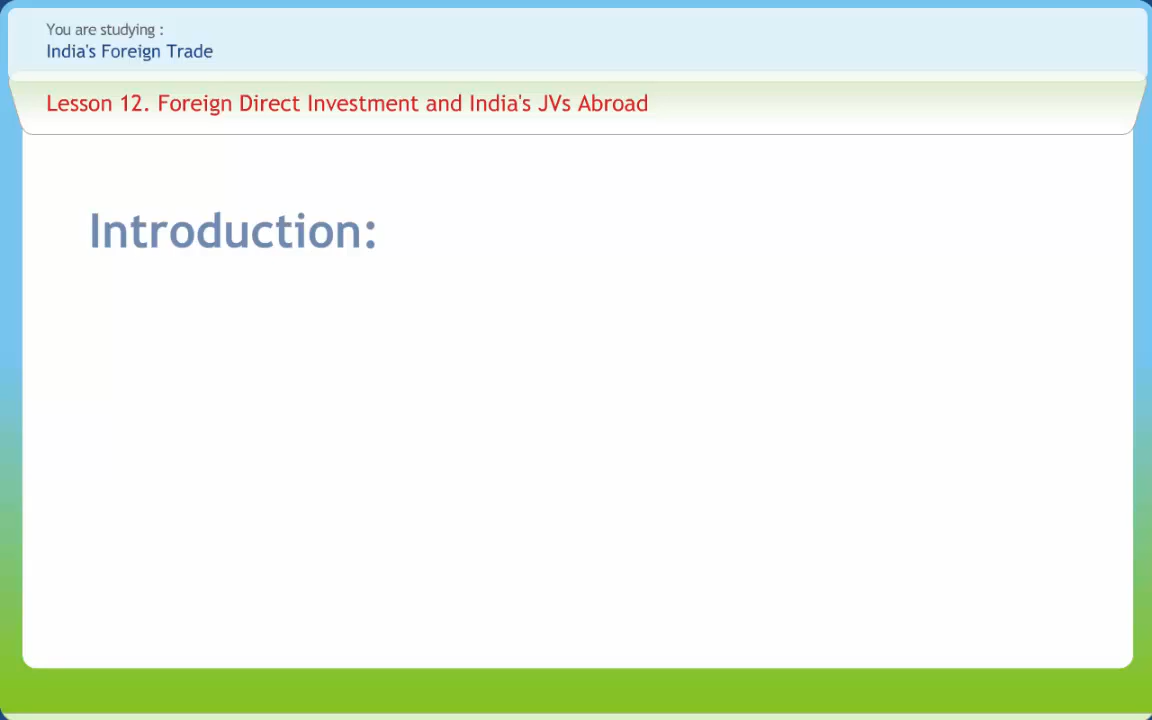 You are studying :
India's Foreign Trade
Lesson 12. Foreign Direct Investment and India's JVs Abroad
Introduction: